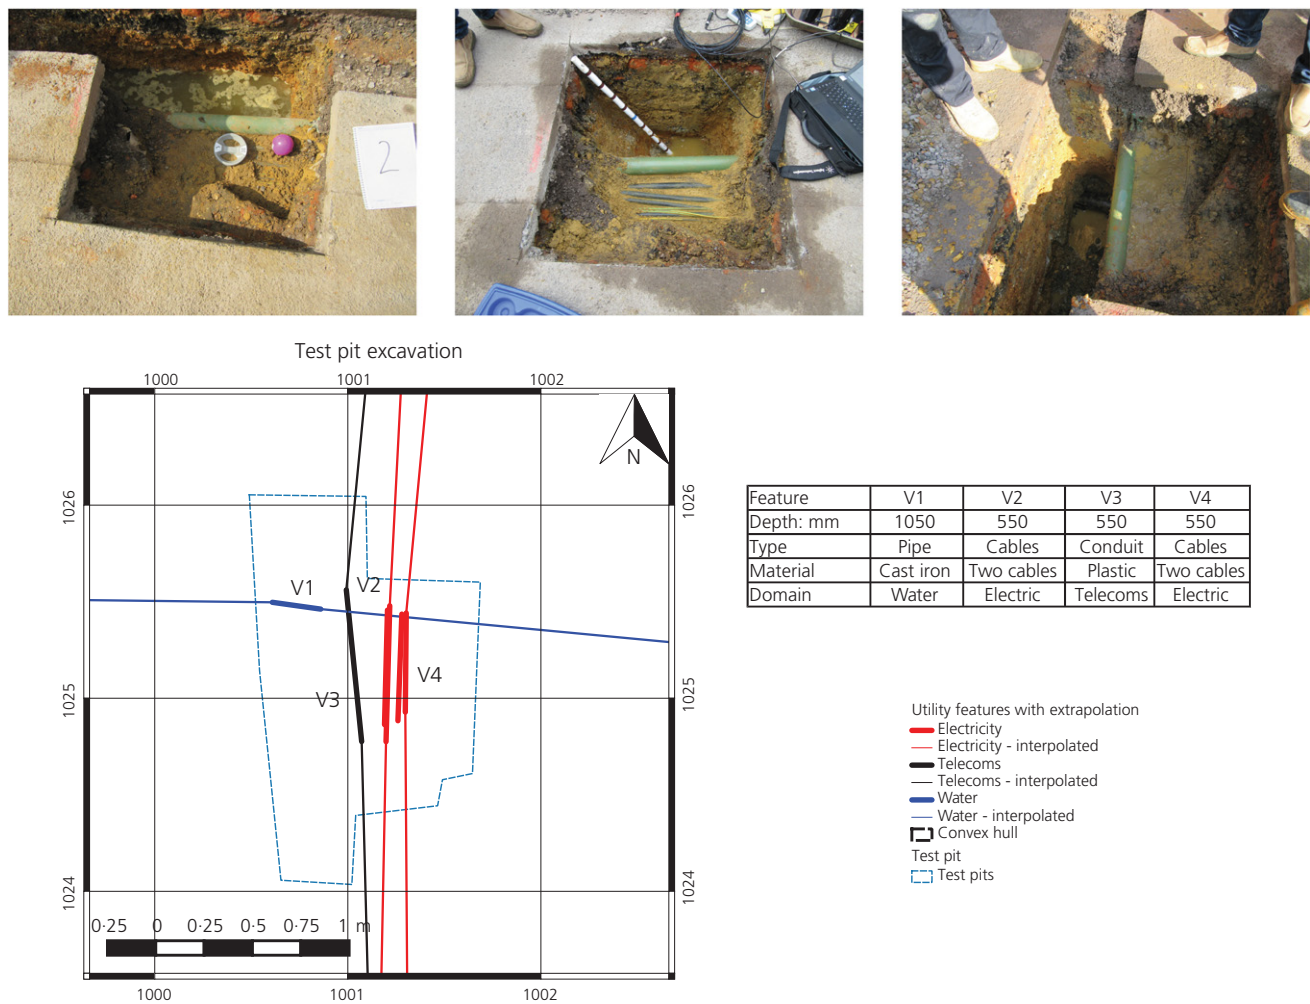 2
Test pit excavation
1000 1001 1002
N
1026 1026
V1 V2
V3 V4
1025 1025
1024 1024
0·25 0 0·25 0·5 0·75 1 m
1000 1001 1002
Feature V1 V2 V3 V4
Depth: mm 1050 550 550 550
Type Pipe Cables Conduit Cables
Material Cast iron Two cables Plastic Two cables
Domain Water Electric Telecoms Electric
Utility features with extrapolation
Electricity
Electricity - interpolated
Telecoms
Telecoms - interpolated
Water
Water - interpolated
Convex hull
Test pit
Test pits